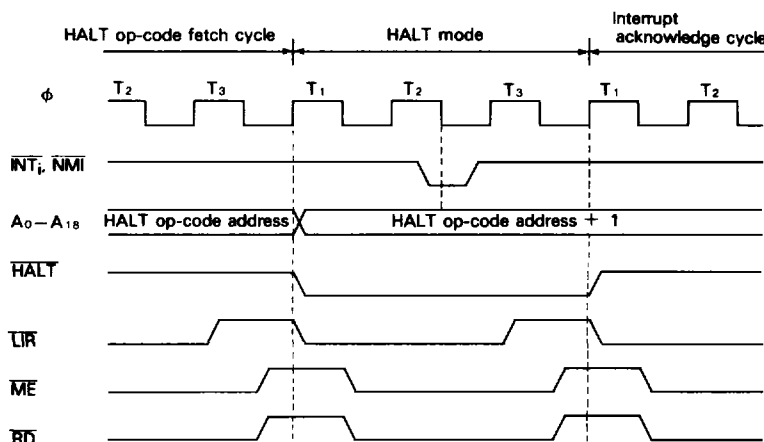 HALT op-code fetch cycle
HALT mode
Interrupt
acknowledge cycle
ϕ
T₂
T₃
T₁
T₂
T₃
T₁
T₂
INTᵢ, NMI
A₀–A₁₈
HALT op-code address
HALT op-code address + 1
HALT
LIR
ME
RD